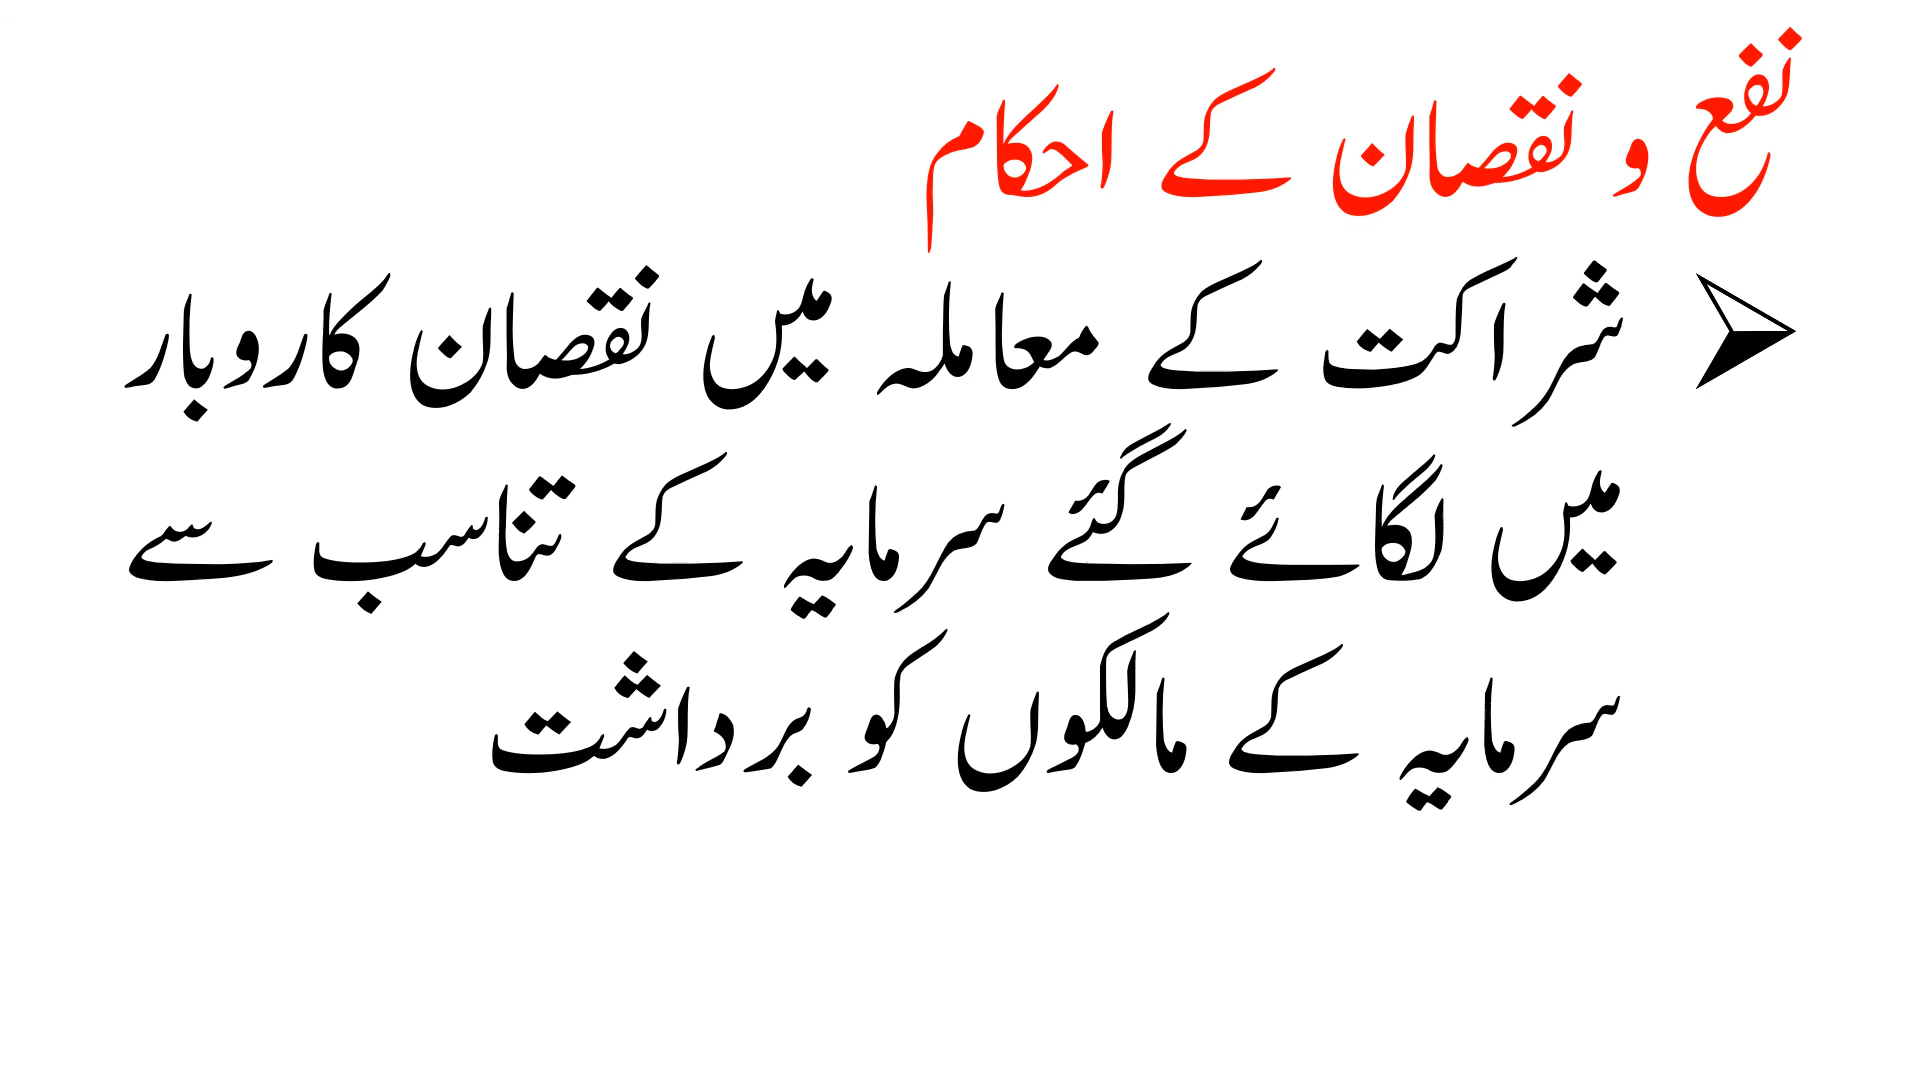 نفع و نقصان کے احکام
شراکت کے معاملہ میں نقصان کاروبار
میں لگائے گئے سرمایہ کے تناسب سے
سرمایہ کے مالکوں کو برداشت